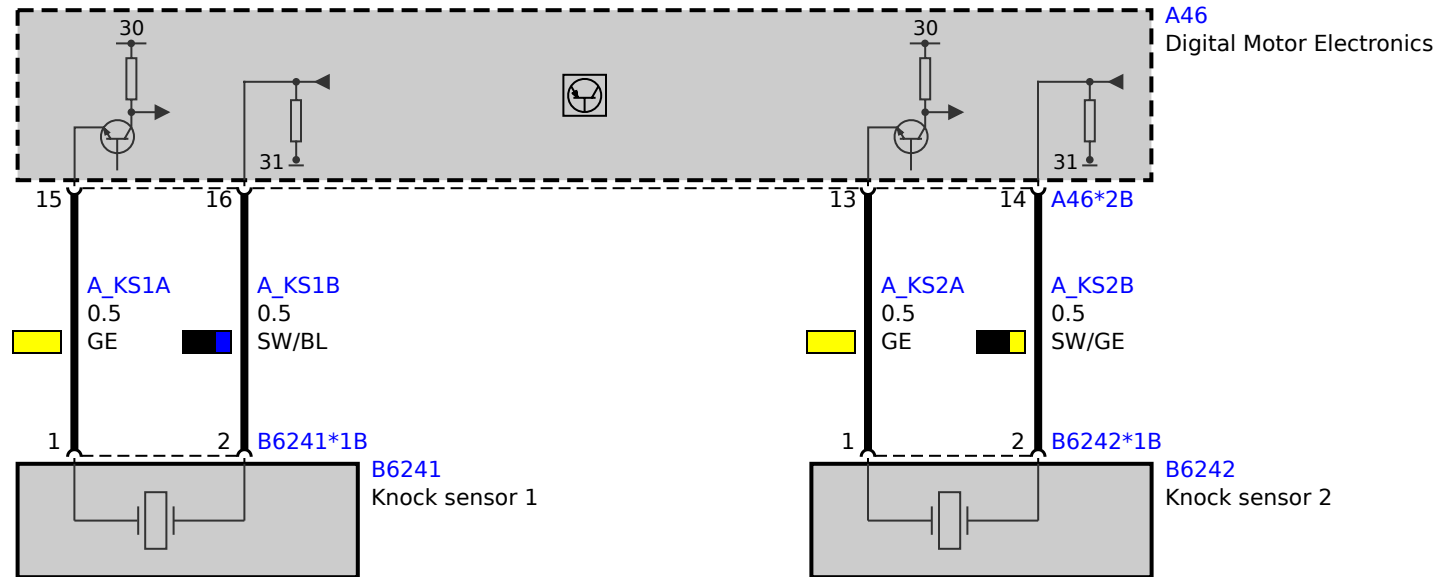 A46
Digital Motor Electronics
30
30
31
31
15
16
13
14
A46*2B
A_KS1A
0.5
GE
A_KS1B
0.5
SW/BL
A_KS2A
0.5
GE
A_KS2B
0.5
SW/GE
1
2
B6241*1B
1
2
B6242*1B
B6241
Knock sensor 1
B6242
Knock sensor 2